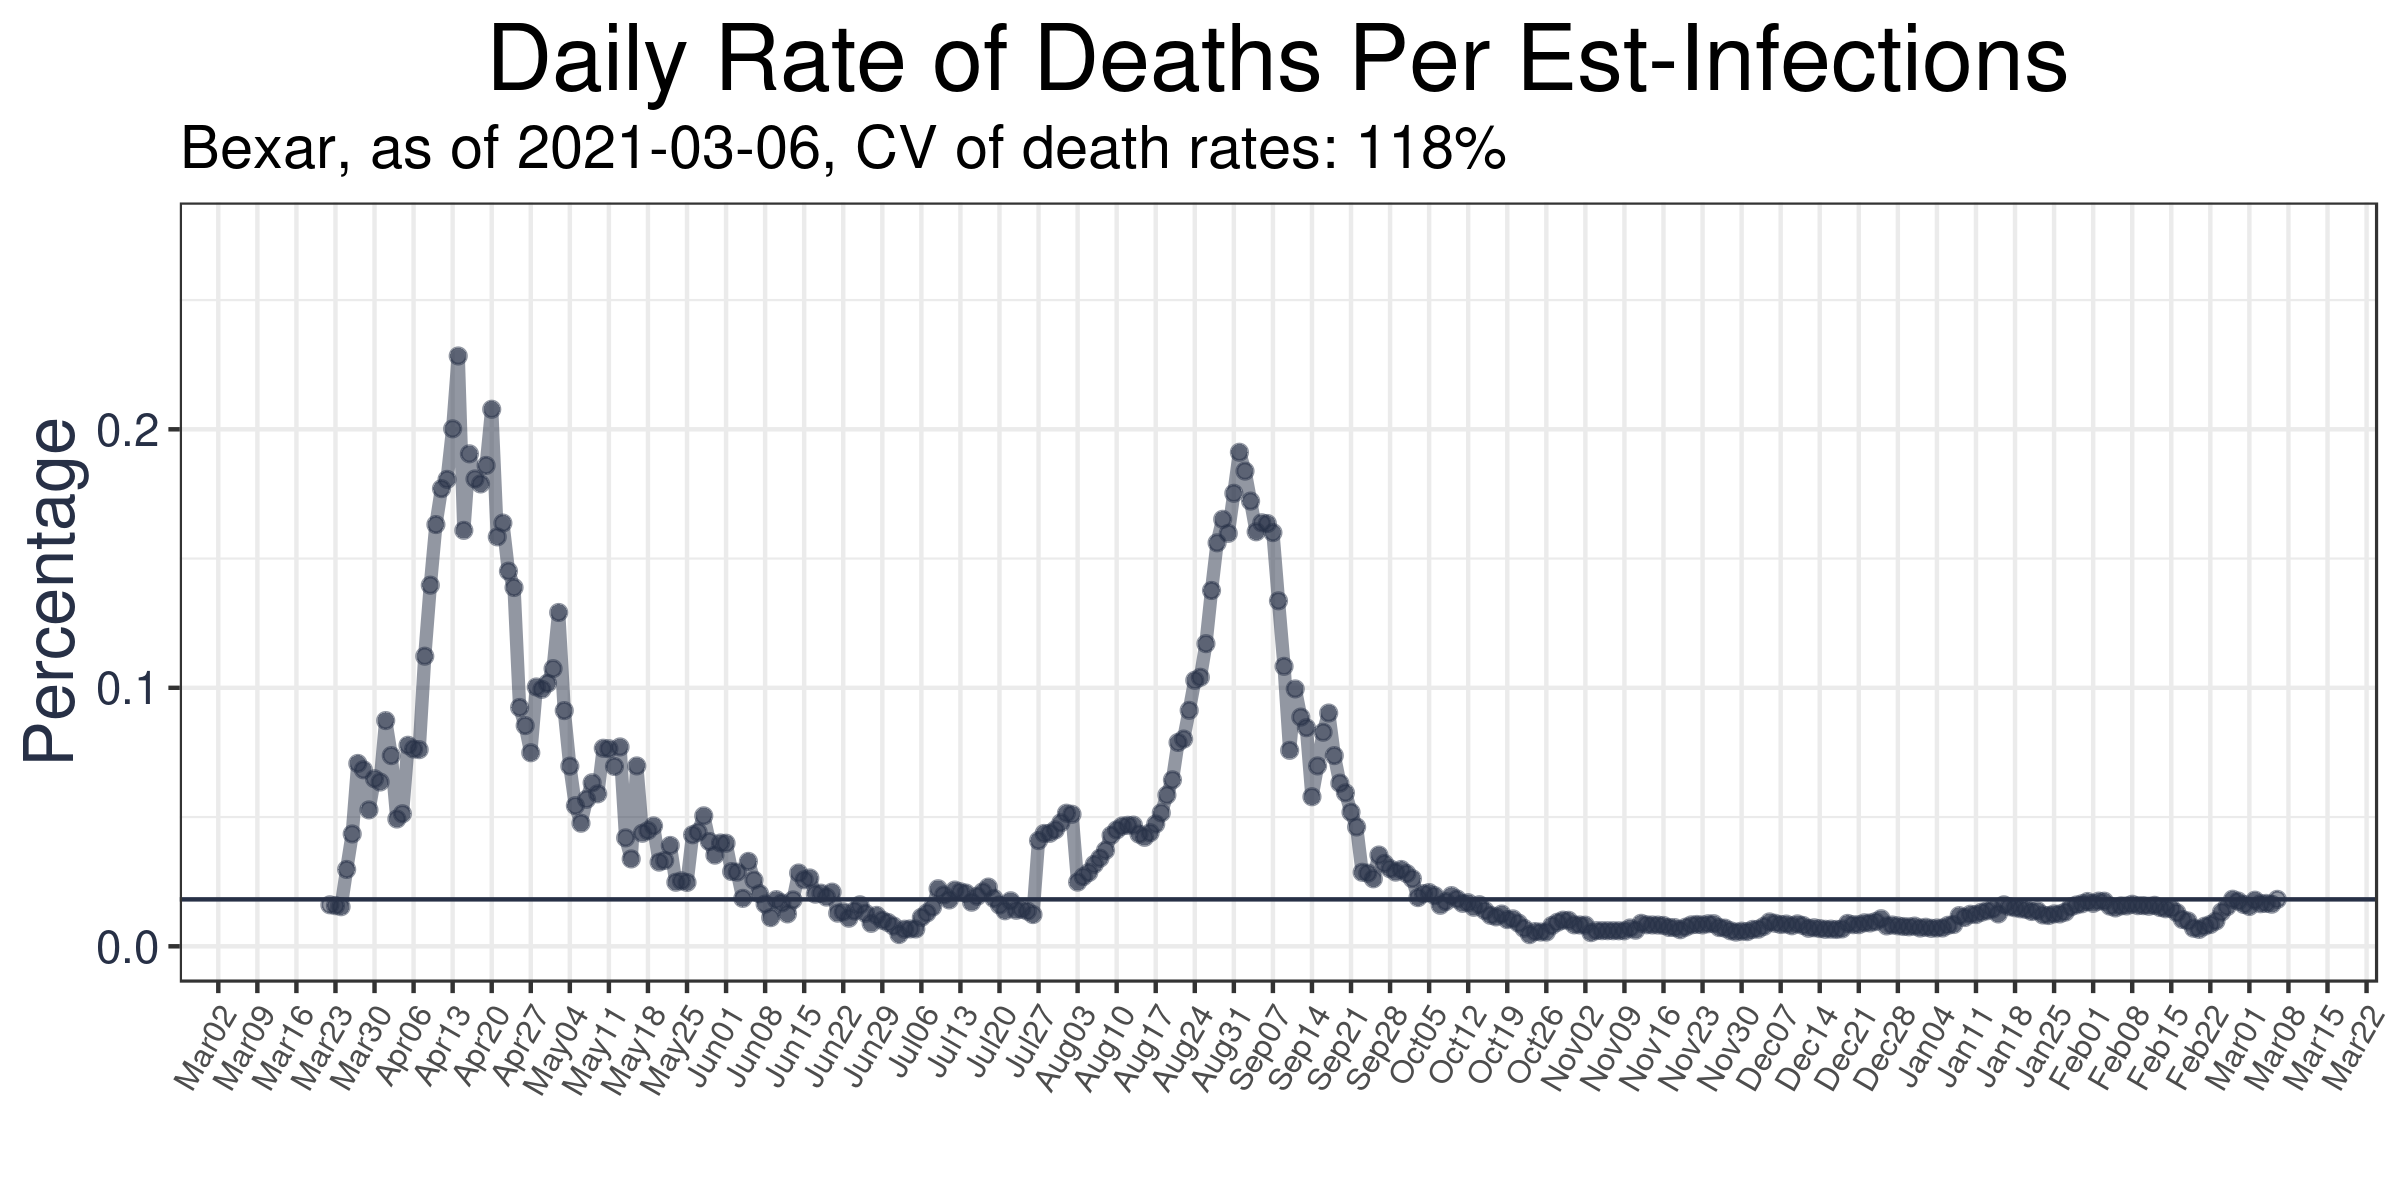 Daily Rate of Deaths Per Est-Infections
Bexar, as of 2021-03-06, CV of death rates: 118%
Percentage
0.2
0.1
0.0
Mar02 Mar09 Mar16 Mar23 Mar30 Apr06 Apr13 Apr20 Apr27 May04 May11 May18 May25 Jun01 Jun08 Jun15 Jun22 Jun29 Jul06 Jul13 Jul20 Jul27 Aug03 Aug10 Aug17 Aug24 Aug31 Sep07 Sep14 Sep21 Sep28 Oct05 Oct12 Oct19 Oct26 Nov02 Nov09 Nov16 Nov23 Nov30 Dec07 Dec14 Dec21 Dec28 Jan04 Jan11 Jan18 Jan25 Feb01 Feb08 Feb15 Feb22 Mar01 Mar08 Mar15 Mar22